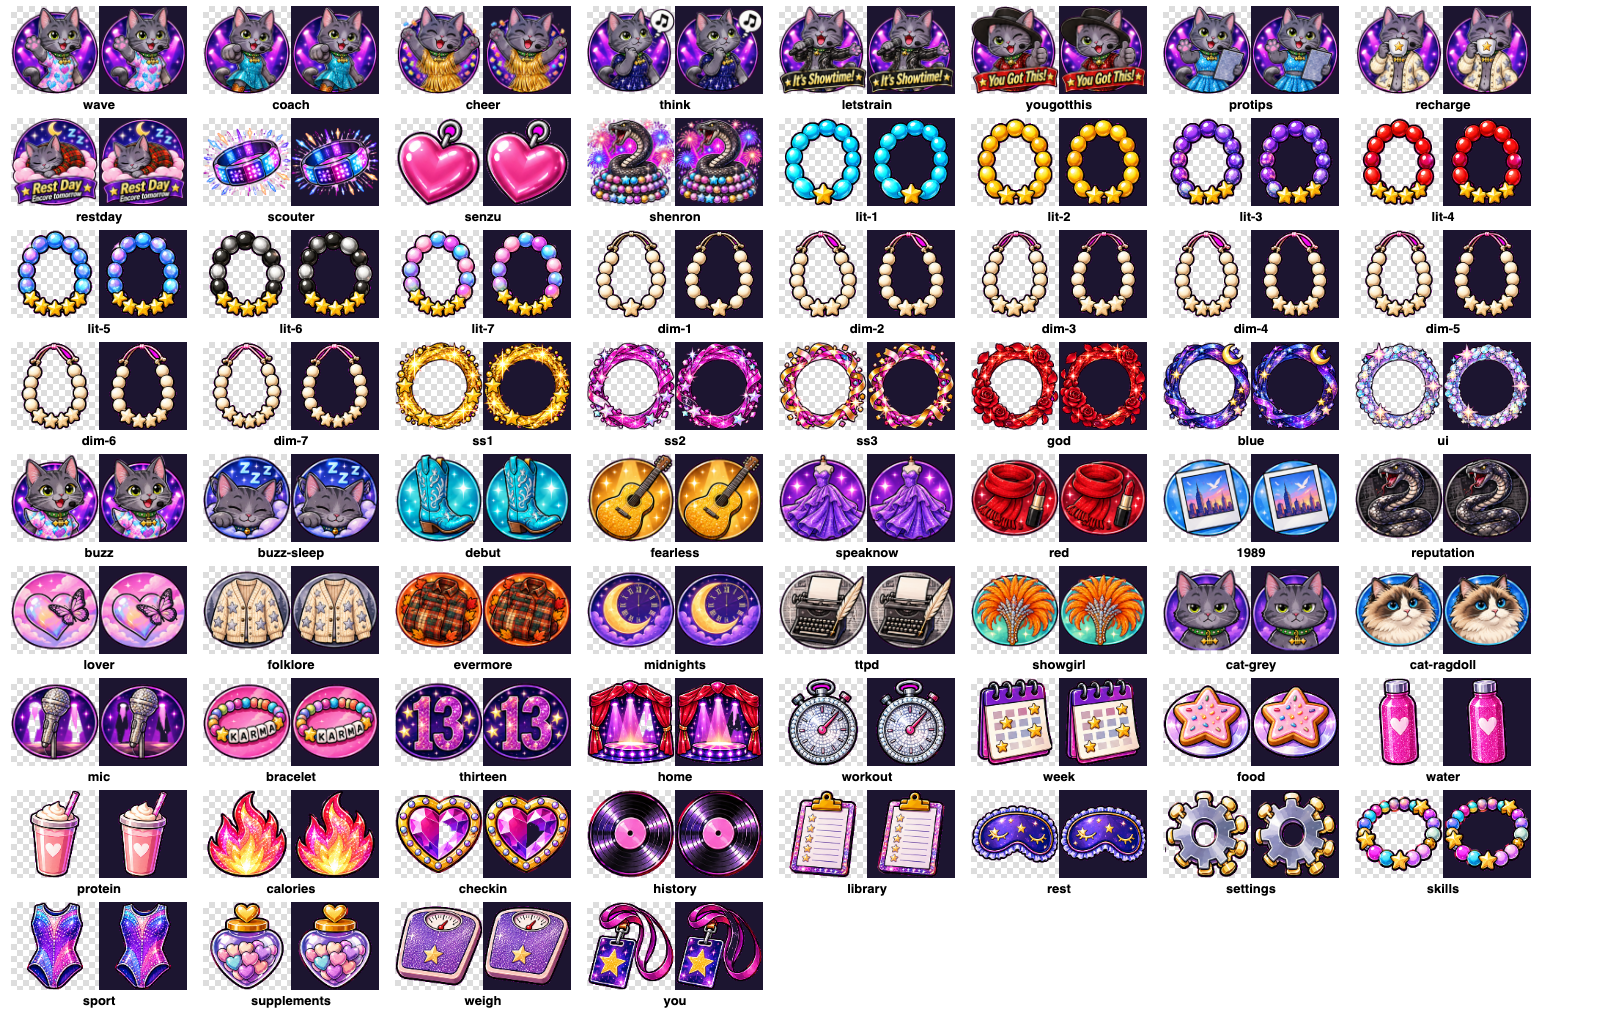 It's Showtime! It's Showtime! You Got This! You Got This!
wave coach cheer think letstrain yougotthis protips recharge
Z Z Z Z
Rest Day Rest Day
Encore tomorrow Encore tomorrow
restday scouter senzu shenron lit-1 lit-2 lit-3 lit-4
lit-5 lit-6 lit-7 dim-1 dim-2 dim-3 dim-4 dim-5
dim-6 dim-7 ss1 ss2 ss3 god blue ui
Z Z Z Z Z Z
buzz buzz-sleep debut fearless speaknow red 1989 reputation
lover folklore evermore midnights ttpd showgirl cat-grey cat-ragdoll
KARMA KARMA 13 13
mic bracelet thirteen home workout week food water
protein calories checkin history library rest settings skills
sport supplements weigh you